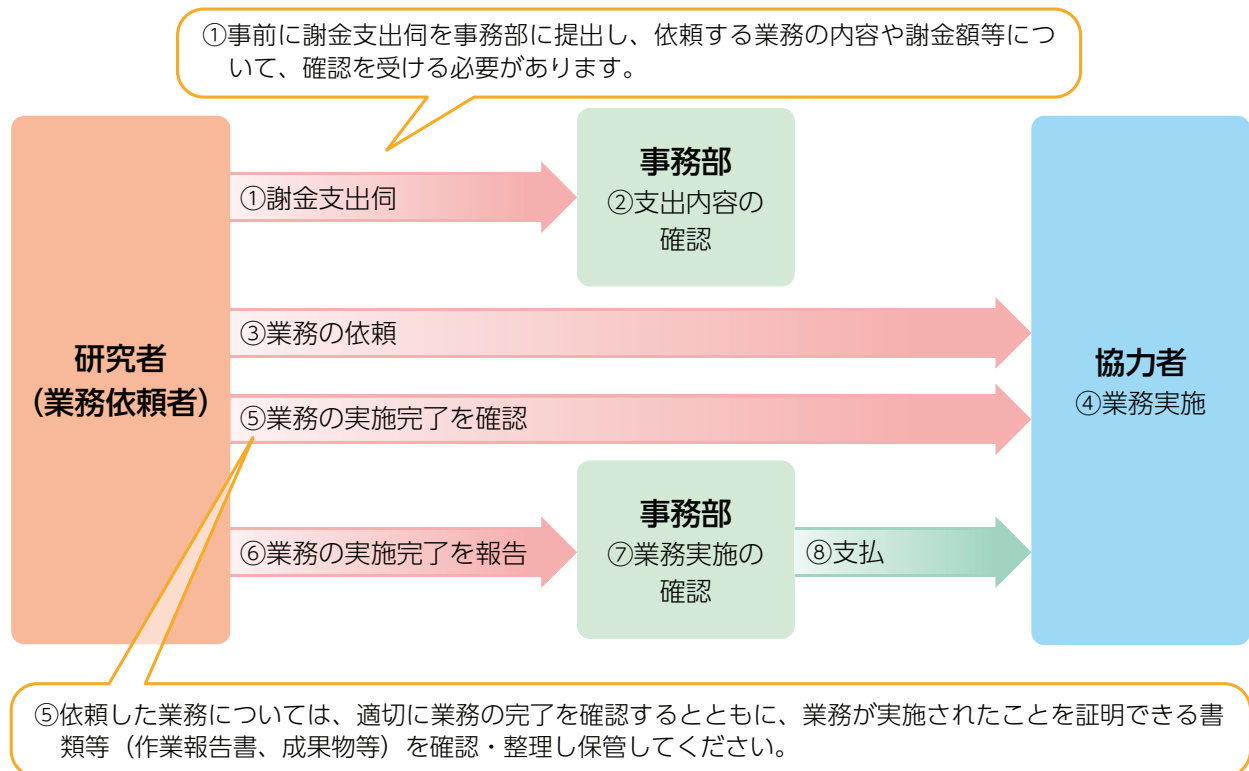 ①事前に謝金支出伺を事務部に提出し、依頼する業務の内容や謝金額等につ
いて、確認を受ける必要があります。
①謝金支出伺
事務部
②支出内容の
確認
③業務の依頼
研究者
（業務依頼者）
協力者
④業務実施
⑤業務の実施完了を確認
⑥業務の実施完了を報告
事務部
⑦業務実施の
確認
⑧支払
⑤依頼した業務については、適切に業務の完了を確認するとともに、業務が実施されたことを証明できる書
類等（作業報告書、成果物等）を確認・整理し保管してください。